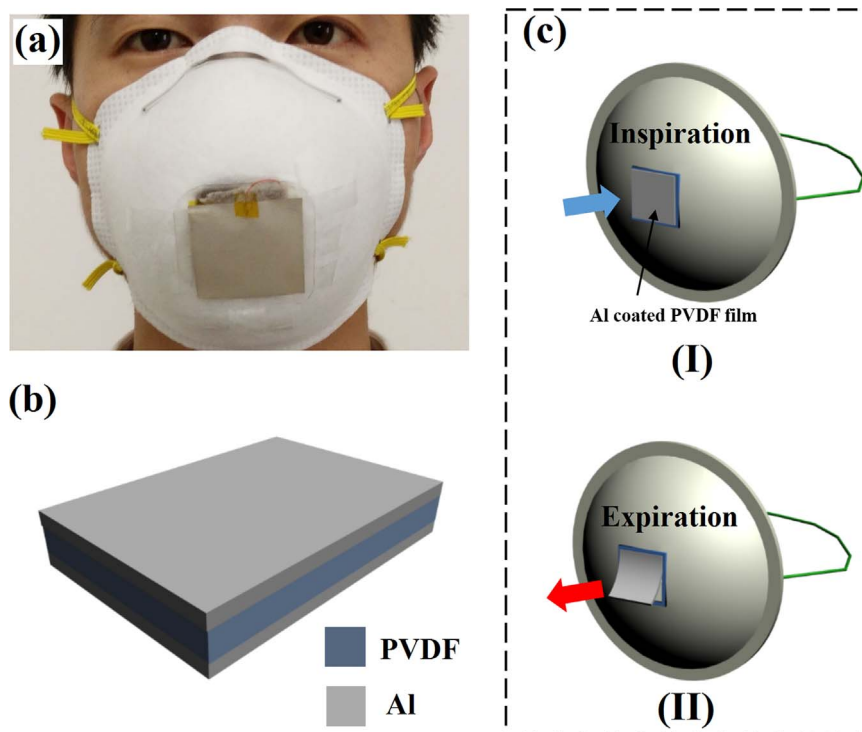 (a)
(b)
PVDF
Al
(c)
Inspiration
Al coated PVDF film
(I)
Expiration
(II)